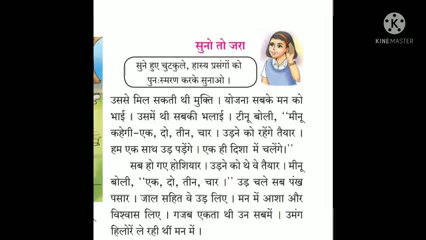 सुनो तो जरा
सुने हुए चुटकुले, हास्य प्रसंगों को
पुनःस्मरण करके सुनाओ ।
उससे मिल सकती थी मुक्ति । योजना सबके मन को
भाई । उसमें थी सबकी भलाई । टीनू बोली, ‘‘मीनू
कहेगी-एक, दो, तीन, चार । उड़ने को रहेंगे तैयार ।
हम एक साथ उड़ पड़ेंगे । एक ही दिशा में चलेंगे।’’
सब हो गए होशियार । उड़ने को थे वे तैयार । मीनू
बोली, ‘‘एक, दो, तीन, चार ।’’ उड़ चले सब पंख
पसार । जाल सहित वे उड़ लिए । मन में आशा और
विश्वास लिए । गजब एकता थी उन सबमें । उमंग
हिलोरें ले रही थीं मन में ।
KINEMASTER